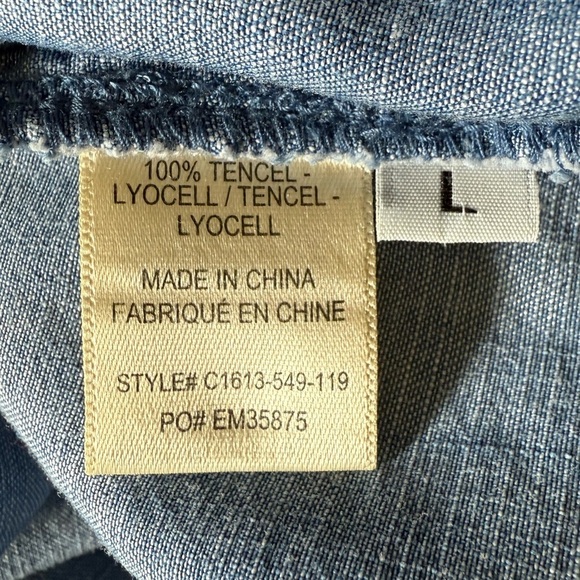 100% TENCEL -
LYOCELL / TENCEL -
LYOCELL
MADE IN CHINA
FABRIQUÉ EN CHINE
STYLE# C1613-549-119
PO# EM35875
L